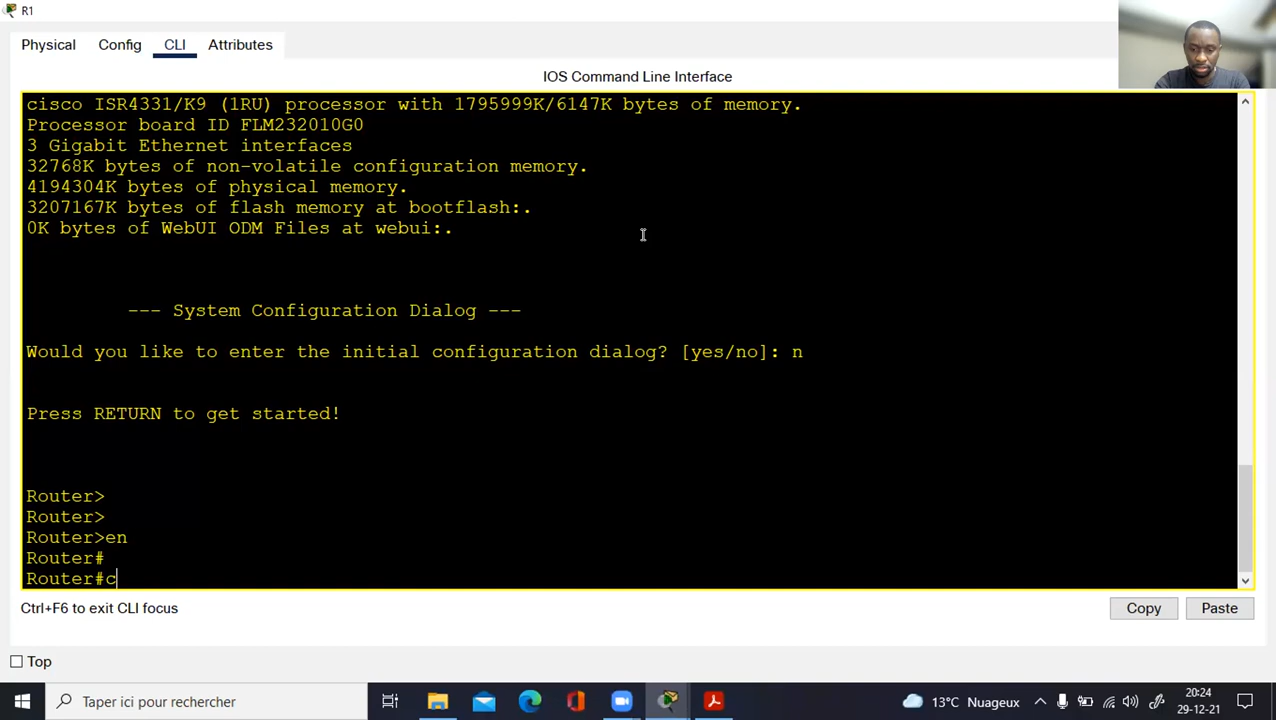 R1
Physical Config CLI Attributes
IOS Command Line Interface
cisco ISR4331/K9 (1RU) processor with 1795999K/6147K bytes of memory.
Processor board ID FLM232010G0
3 Gigabit Ethernet interfaces
32768K bytes of non-volatile configuration memory.
4194304K bytes of physical memory.
3207167K bytes of flash memory at bootflash:.
0K bytes of WebUI ODM Files at webui:.
--- System Configuration Dialog ---
Would you like to enter the initial configuration dialog? [yes/no]: n
Press RETURN to get started!
Router>
Router>
Router>en
Router#
Router#c
Ctrl+F6 to exit CLI focus
Copy Paste
Top
Taper ici pour rechercher
13°C Nuageux
20:24
29-12-21